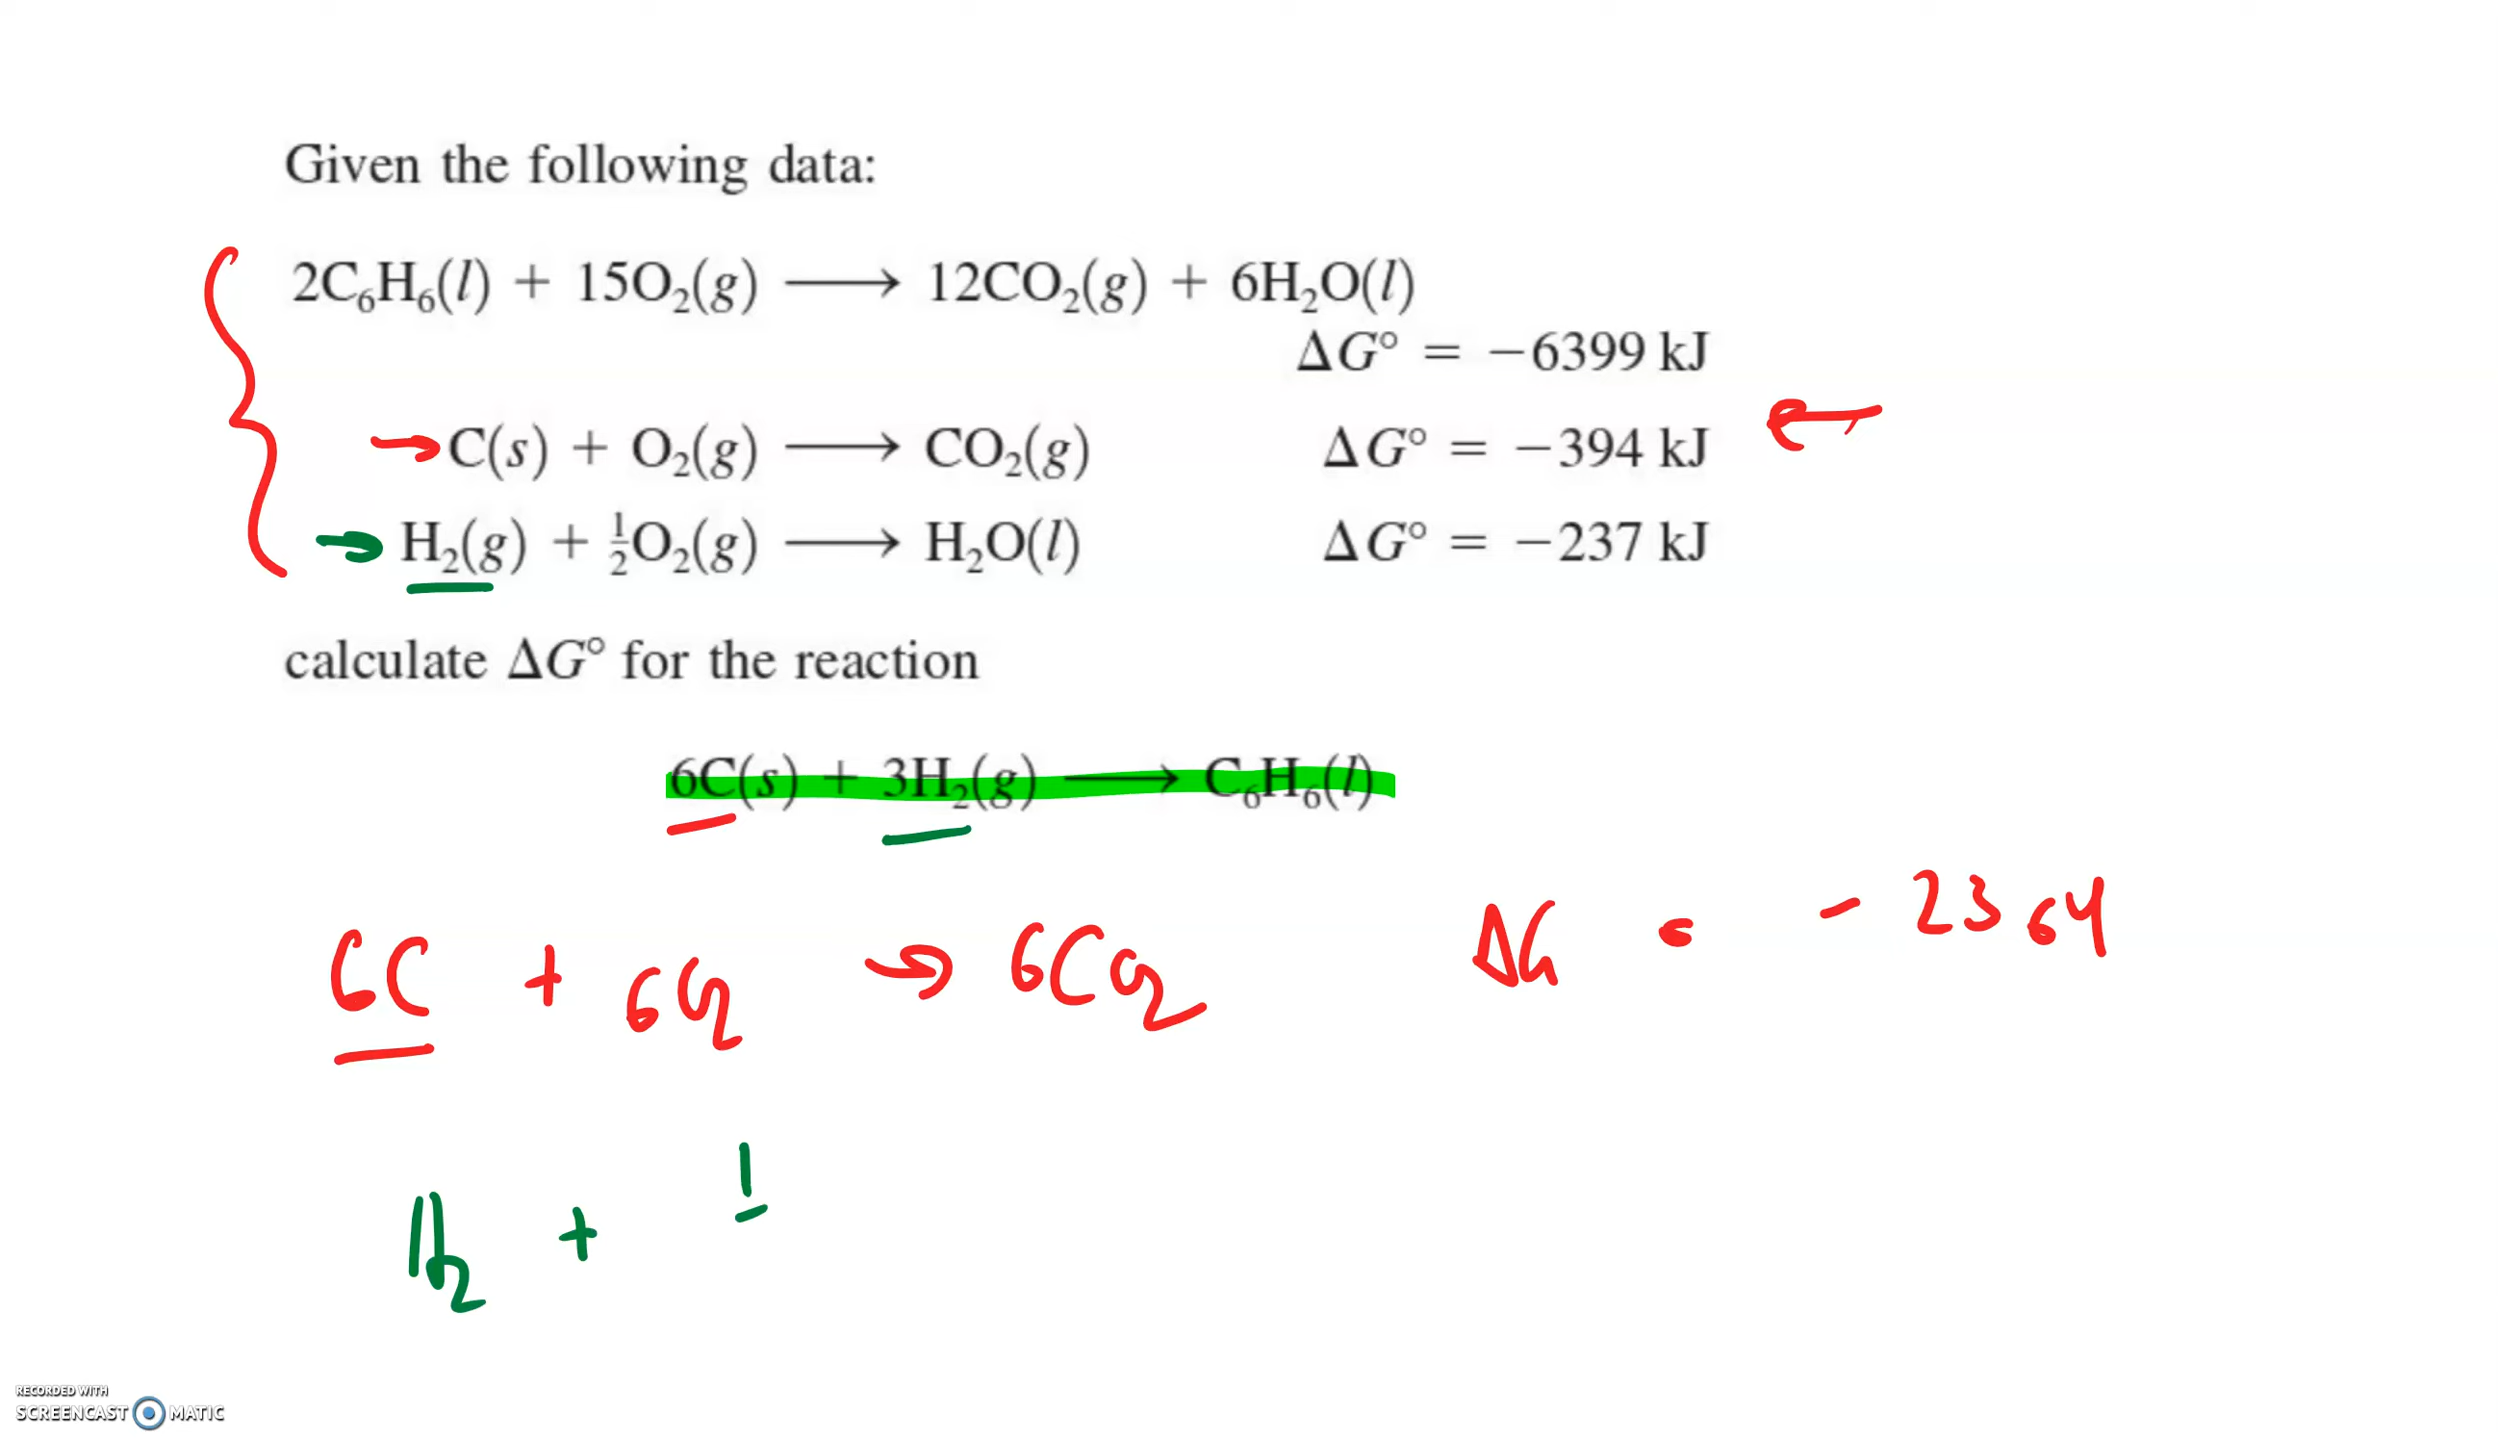 Given the following data:
2C₆H₆(l) + 15O₂(g) ⟶ 12CO₂(g) + 6H₂O(l)
ΔG° = −6399 kJ
C(s) + O₂(g) ⟶ CO₂(g) ΔG° = −394 kJ
H₂(g) + ½O₂(g) ⟶ H₂O(l) ΔG° = −237 kJ
calculate ΔG° for the reaction
6C(s) + 3H₂(g) ⟶ C₆H₆(l)
6C + 6O₂ → 6CO₂ ΔG = - 2364
H₂ + 1
RECORDED WITH
SCREENCAST MATIC